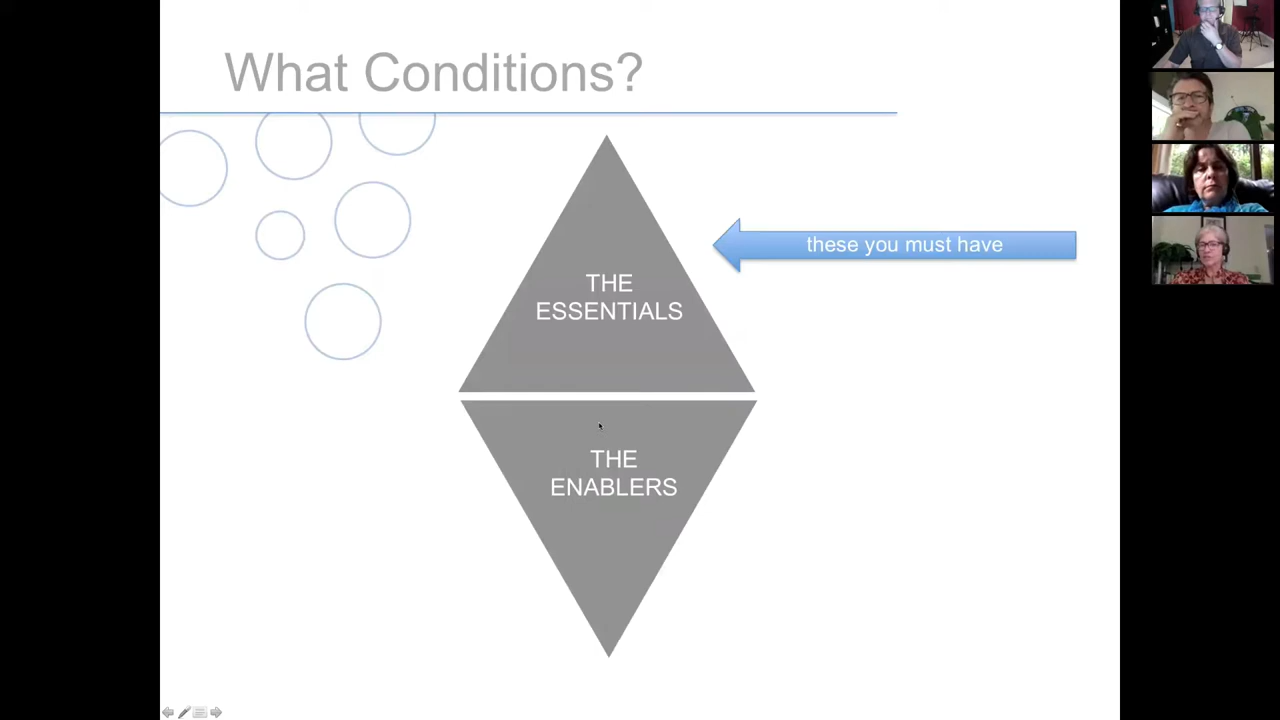 What Conditions?
THE
ESSENTIALS
these you must have
THE
ENABLERS